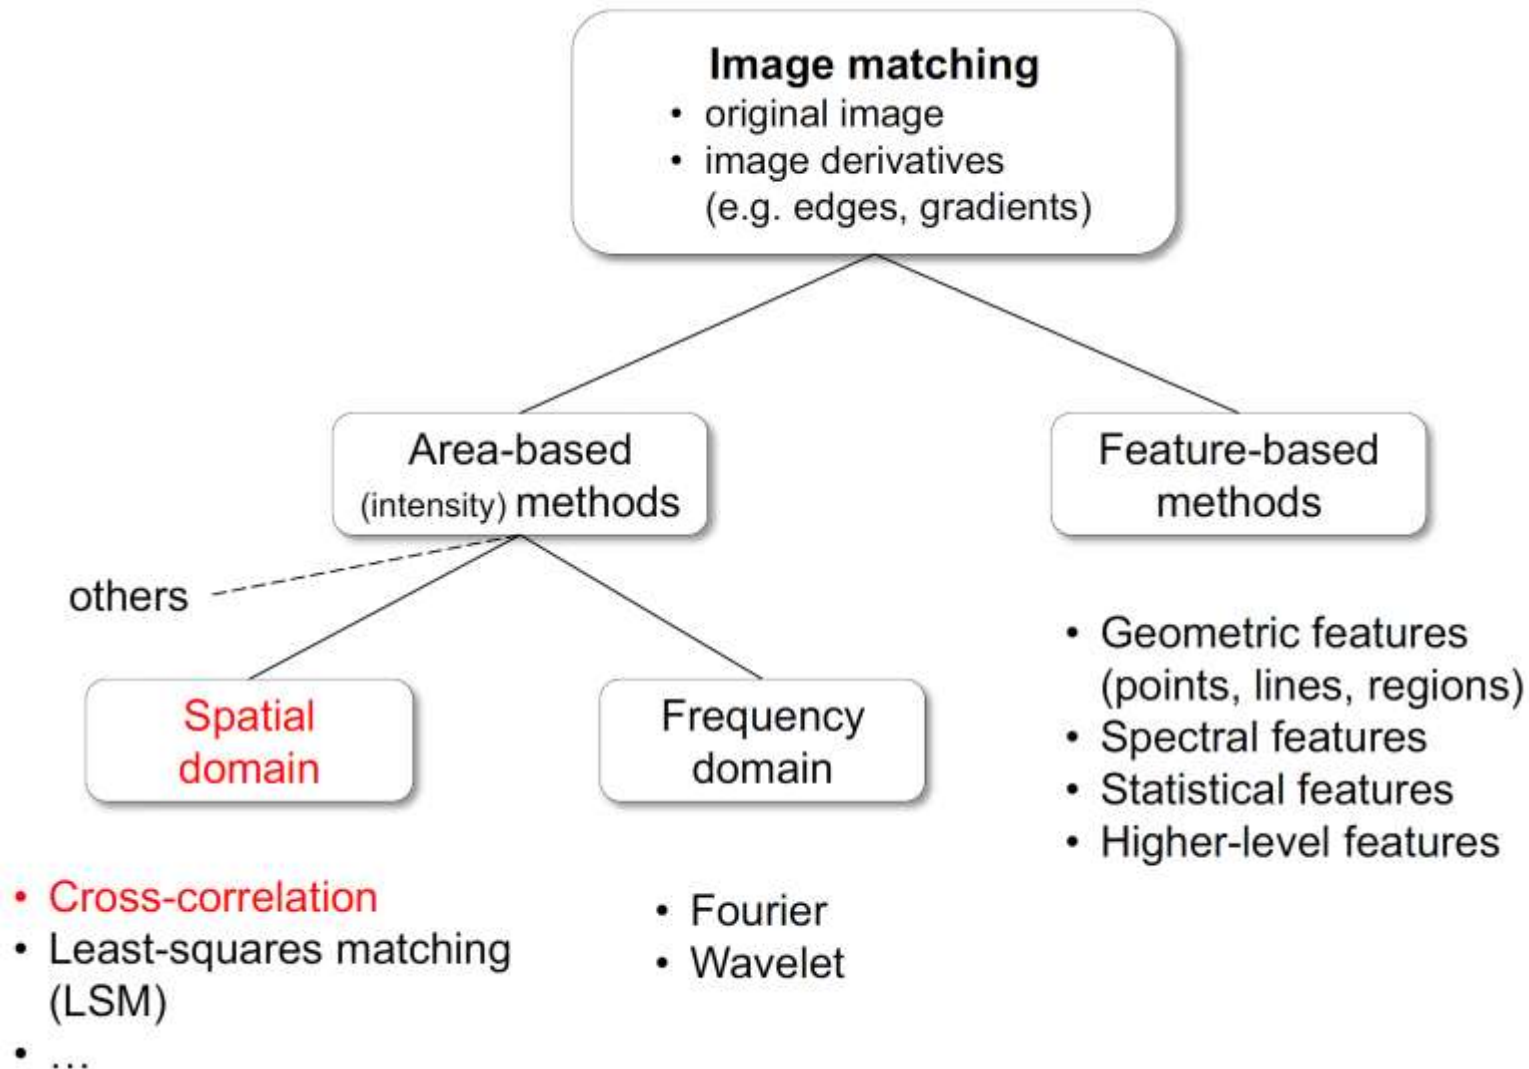 Image matching
• original image
• image derivatives
(e.g. edges, gradients)
Area-based
(intensity) methods
Feature-based
methods
others
Spatial
domain
Frequency
domain
• Geometric features
(points, lines, regions)
• Spectral features
• Statistical features
• Higher-level features
• Cross-correlation
• Least-squares matching
(LSM)
• …
• Fourier
• Wavelet